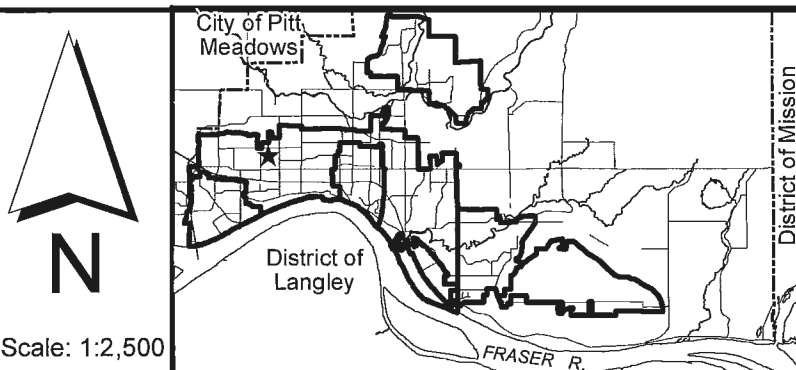 City of Pitt
Meadows
District of Mission
District of
Langley
N
Scale: 1:2,500
FRASER R.